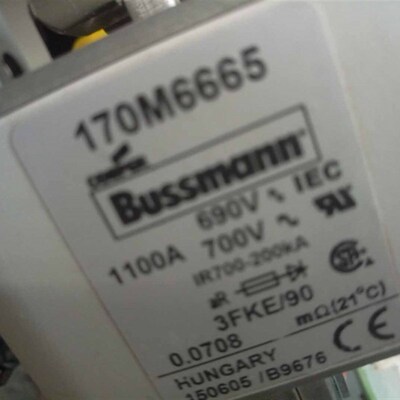 170M6665
COOPER
Bussmann
690V ~ IEC
1100A 700V ~
IR700-200kA
aR
3FKE/90
0.0708 mΩ(21°C)
HUNGARY
150605 /B9676
CE